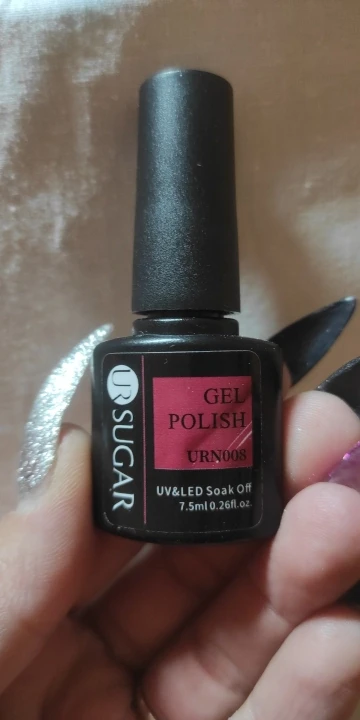 UR SUGAR
GEL
POLISH
URN008
UV&LED Soak Off
7.5ml 0.26fl.oz.